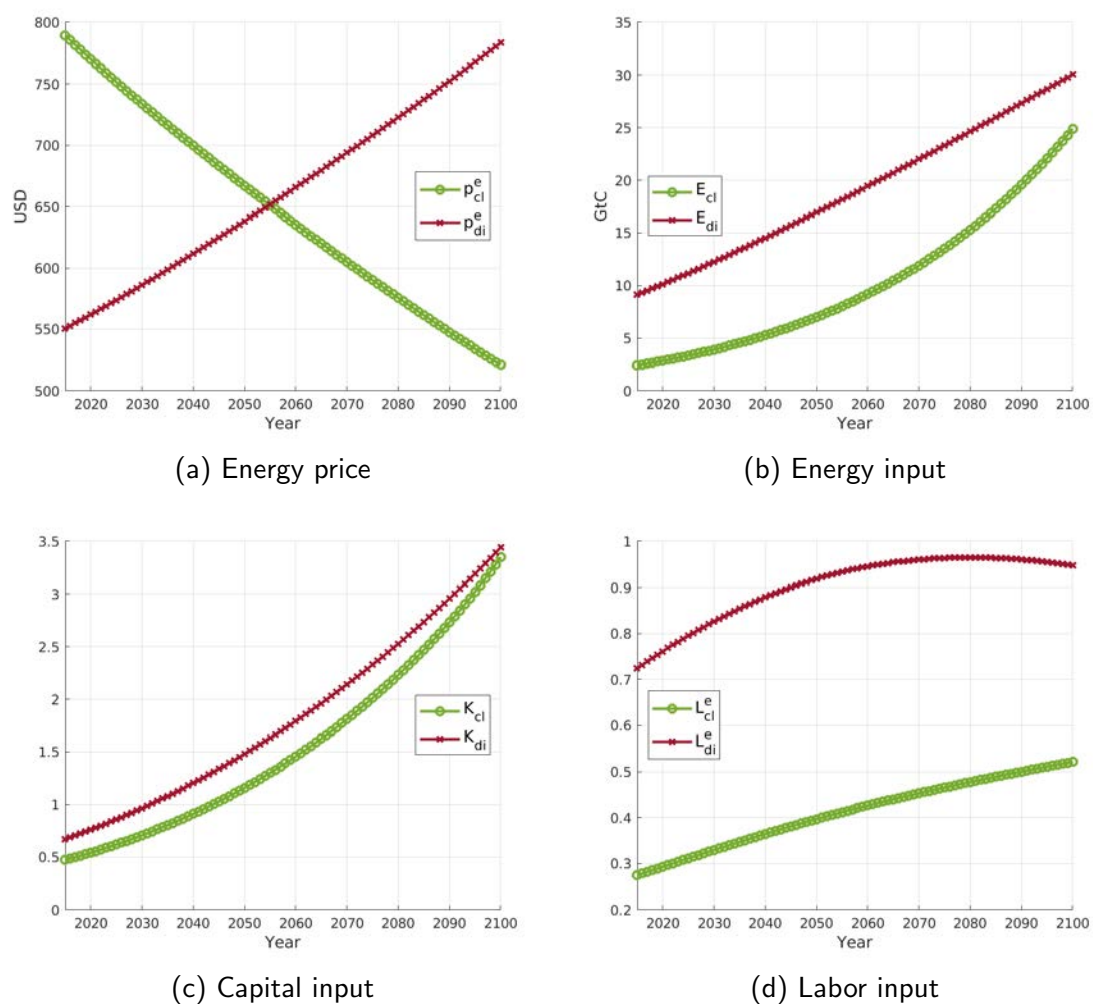 800
750
700
650
600
550
500
USD
p_cl^e
p_di^e
2020 2030 2040 2050 2060 2070 2080 2090 2100
Year
(a) Energy price
35
30
25
20
15
10
5
0
GtC
E_cl
E_di
2020 2030 2040 2050 2060 2070 2080 2090 2100
Year
(b) Energy input
3.5
3
2.5
2
1.5
1
0.5
0
K_cl
K_di
2020 2030 2040 2050 2060 2070 2080 2090 2100
Year
(c) Capital input
1
0.9
0.8
0.7
0.6
0.5
0.4
0.3
0.2
L_cl^e
L_di^e
2020 2030 2040 2050 2060 2070 2080 2090 2100
Year
(d) Labor input